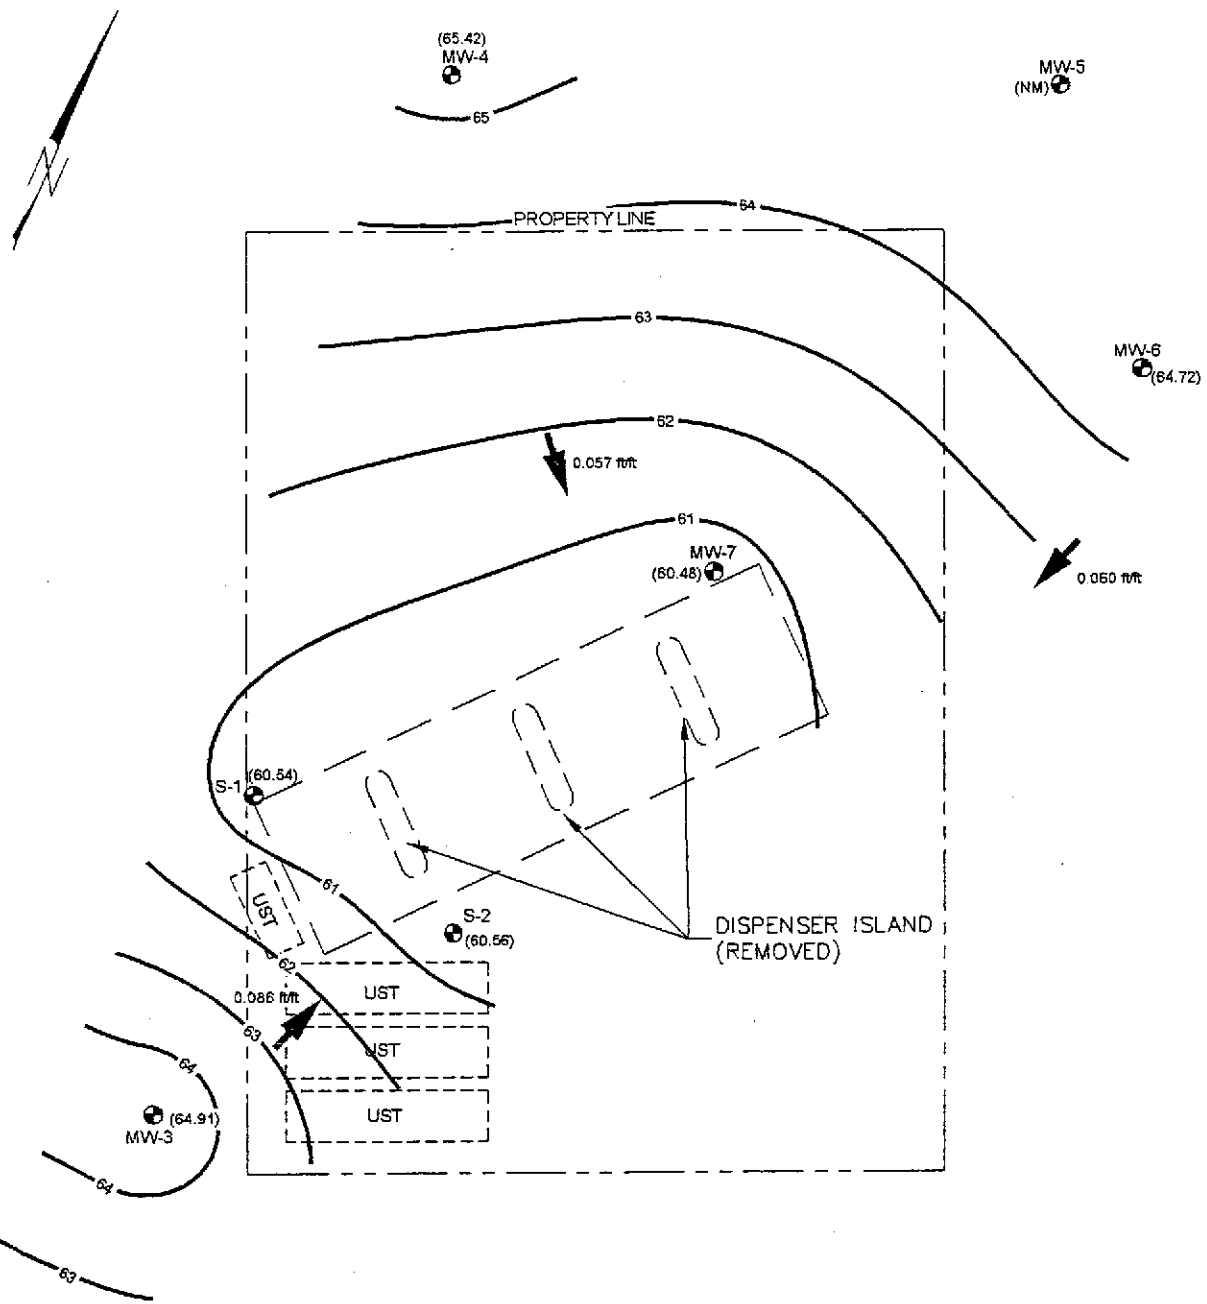 (65.42)
MW-4
MW-5
(NM)
65
N
64
PROPERTY LINE
63
MW-6
(64.72)
62
0.057 ft/ft
61
MW-7
(60.48)
0.060 ft/ft
S-1
(60.54)
61
UST
S-2
(60.56)
DISPENSER ISLAND
(REMOVED)
62
UST
0.086 ft/ft
63
UST
64
UST
(64.91)
MW-3
64
63